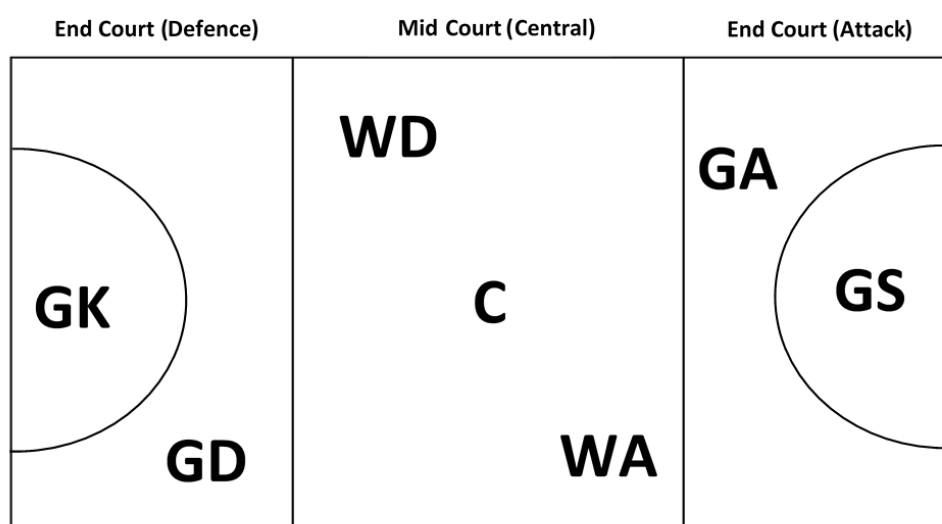 End Court (Defence)
Mid Court (Central)
End Court (Attack)
WD
GA
GK
C
GS
GD
WA